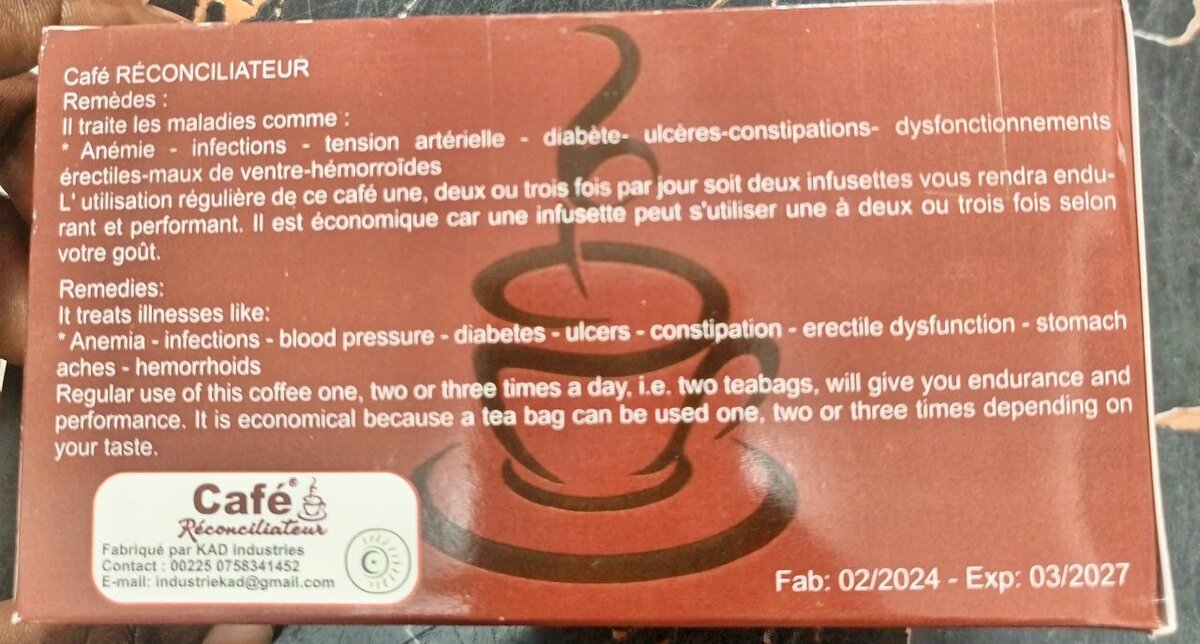 Café RÉCONCILIATEUR
Remèdes :
Il traite les maladies comme :
* Anémie - infections - tension artérielle - diabète- ulcères-constipations- dysfonctionnements
érectiles-maux de ventre-hémorroïdes
L' utilisation régulière de ce café une, deux ou trois fois par jour soit deux infusettes vous rendra endu-
rant et performant. Il est économique car une infusette peut s'utiliser une à deux ou trois fois selon
votre goût.
Remedies:
It treats illnesses like:
* Anemia - infections - blood pressure - diabetes - ulcers - constipation - erectile dysfunction - stomach
aches - hemorrhoids
Regular use of this coffee one, two or three times a day, i.e. two teabags, will give you endurance and
performance. It is economical because a tea bag can be used one, two or three times depending on
your taste.
Café
Réconciliateur
Fabriqué par KAD industries
Contact : 00225 0758341452
E-mail: industriekad@gmail.com
Fab: 02/2024 - Exp: 03/2027